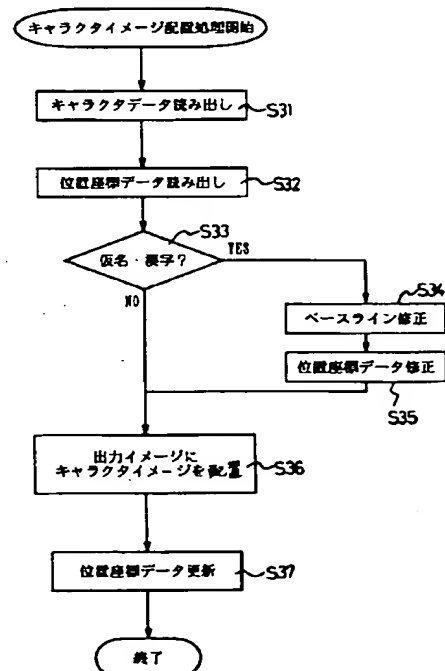 キャラクタイメージ配置処理開始
キャラクタデータ読み出し
S31
位置座標データ読み出し
S32
S33
仮名・漢字？
YES
NO
S34
ベースライン修正
位置座標データ修正
S35
出力イメージに
キャラクタイメージを配置
S36
位置座標データ更新
S37
終了